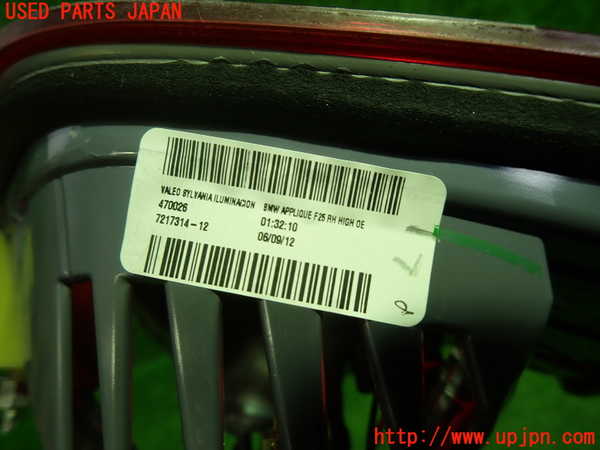 USED PARTS JAPAN
VALEO SYLVANIA ILUMINACION BMW APPLIQUE F25 RH HIGH OE
470026 01:32:10
7217314-12 06/09/12
http://www.upjpn.com/